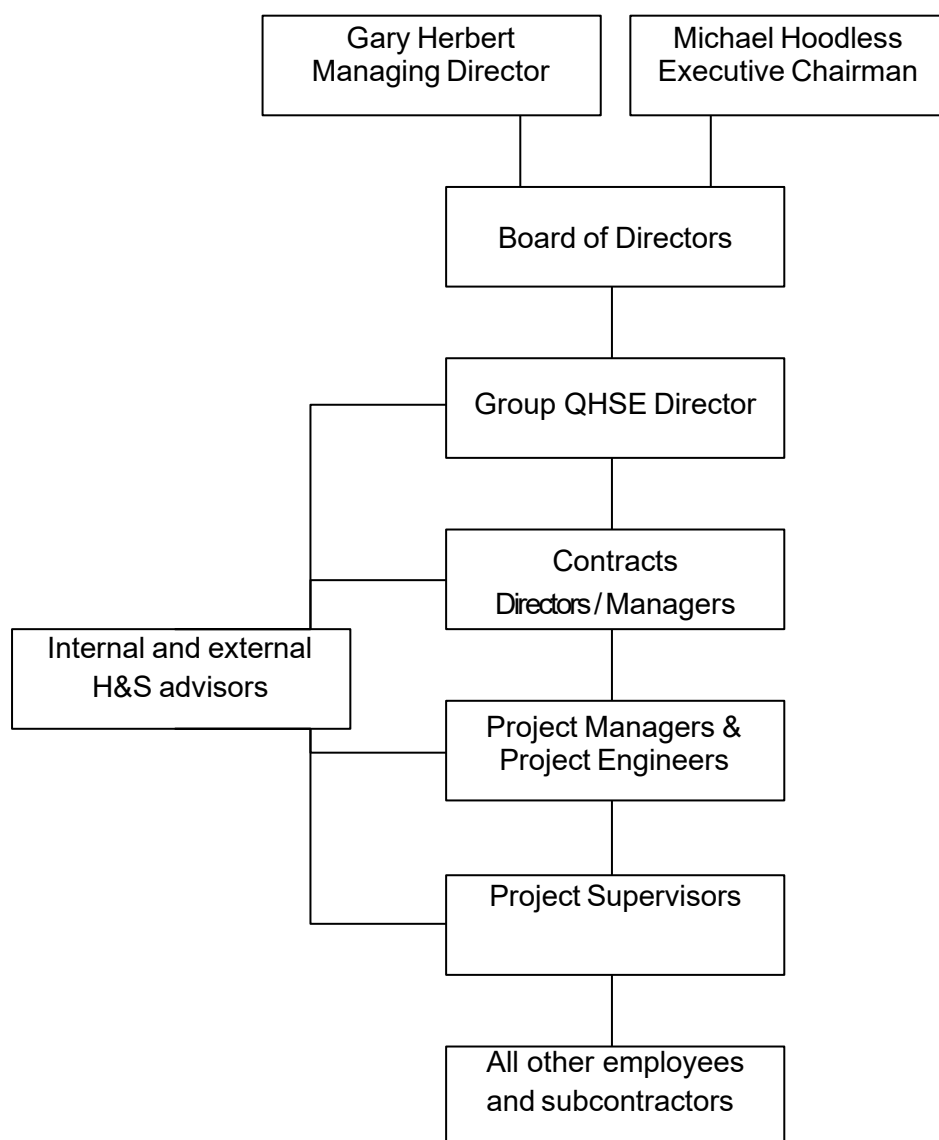 Gary Herbert
Managing Director
Michael Hoodless
Executive Chairman
Board of Directors
Group QHSE Director
Contracts
Directors / Managers
Internal and external
H&S advisors
Project Managers &
Project Engineers
Project Supervisors
All other employees
and subcontractors